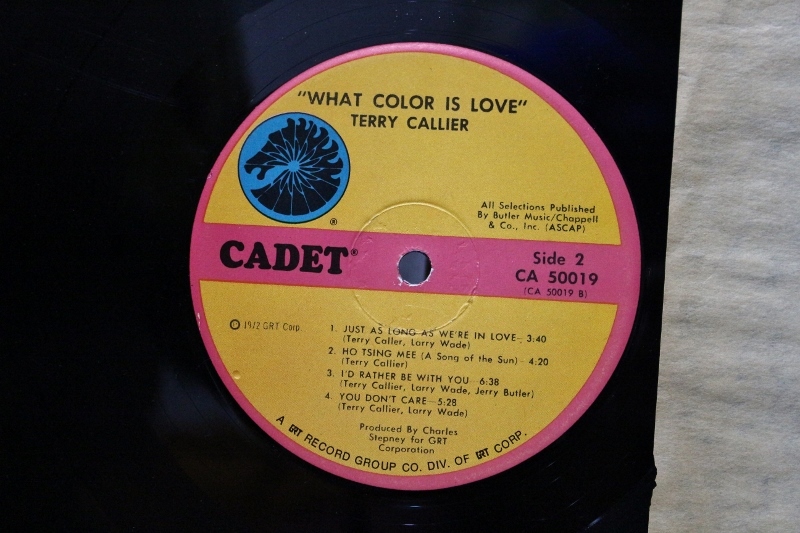 "WHAT COLOR IS LOVE"
TERRY CALLIER
®
All Selections Published
By Butler Music/Chappell
& Co., Inc. (ASCAP)
CADET®
Side 2
CA 50019
(CA 50019 B)
Ⓟ 1972 GRT Corp.
1. JUST AS LONG AS WE'RE IN LOVE— 3:40
(Terry Caller, Larry Wade)
2. HO TSING MEE (A Song of the Sun)—4:20
(Terry Callier)
3. I'D RATHER BE WITH YOU—6:38
(Terry Callier, Larry Wade, Jerry Butler)
4. YOU DON'T CARE—5:28
(Terry Callier, Larry Wade)
Produced By Charles
Stepney for GRT
Corporation
A GRT RECORD GROUP CO. DIV. OF GRT CORP.